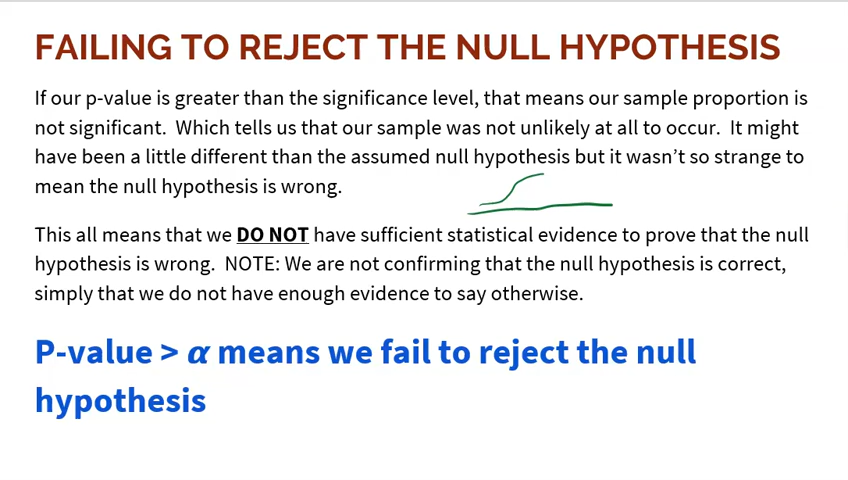 FAILING TO REJECT THE NULL HYPOTHESIS
If our p-value is greater than the significance level, that means our sample proportion is
not significant.  Which tells us that our sample was not unlikely at all to occur.  It might
have been a little different than the assumed null hypothesis but it wasn't so strange to
mean the null hypothesis is wrong.
This all means that we DO NOT have sufficient statistical evidence to prove that the null
hypothesis is wrong.  NOTE: We are not confirming that the null hypothesis is correct,
simply that we do not have enough evidence to say otherwise.
P-value > α means we fail to reject the null
hypothesis